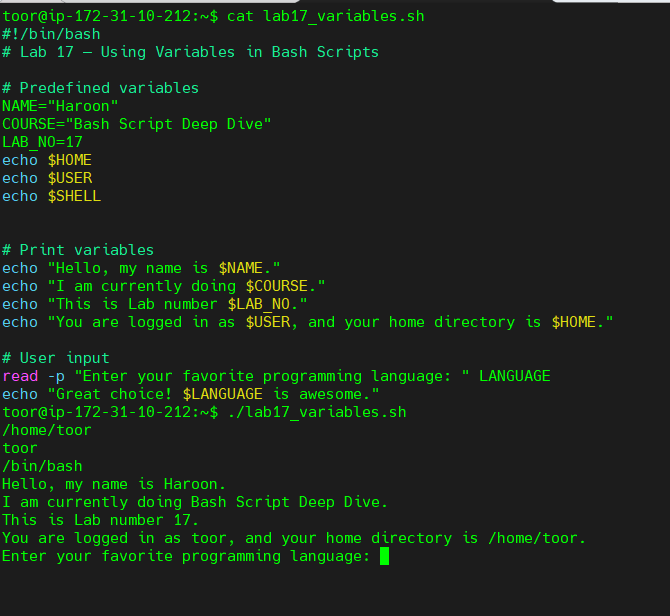 toor@ip-172-31-10-212:~$ cat lab17_variables.sh
#!/bin/bash
# Lab 17 – Using Variables in Bash Scripts
# Predefined variables
NAME="Haroon"
COURSE="Bash Script Deep Dive"
LAB_NO=17
echo $HOME
echo $USER
echo $SHELL
# Print variables
echo "Hello, my name is $NAME."
echo "I am currently doing $COURSE."
echo "This is Lab number $LAB_NO."
echo "You are logged in as $USER, and your home directory is $HOME."
# User input
read -p "Enter your favorite programming language: " LANGUAGE
echo "Great choice! $LANGUAGE is awesome."
toor@ip-172-31-10-212:~$ ./lab17_variables.sh
/home/toor
toor
/bin/bash
Hello, my name is Haroon.
I am currently doing Bash Script Deep Dive.
This is Lab number 17.
You are logged in as toor, and your home directory is /home/toor.
Enter your favorite programming language: